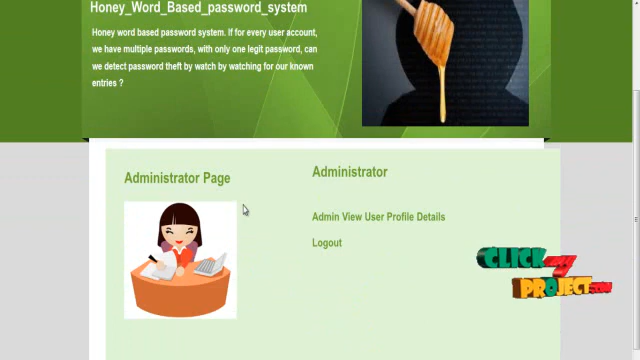 Honey_Word_Based_password_system
Honey word based password system. If for every user account,
we have multiple passwords, with only one legit password, can
we detect password theft by watch by watching for our known
entries ?
Administrator Page
Administrator
Admin View User Profile Details
Logout
CLICK MY
PROJECT.COM